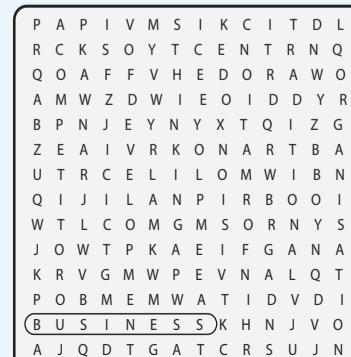 P A P I V M S I K C I T D L
R C K S O Y T C E N T R N Q
Q O A F F V H E D O R A W O
A M W Z D W I E O I D D Y R
B P N J E Y N Y X T Q I Z G
Z E A I V R K O N A R T B A
U T R C E L I L O M W I B N
Q I J I L A N P I R B O O I
W T L C O M G M S O R N Y S
J O W T P K A E I F G A N A
K R V G M W P E V N A L Q T
P O B M E M W A T I D V D I
B U S I N E S S K H N J V O
A J Q D T G A T C R S U J N